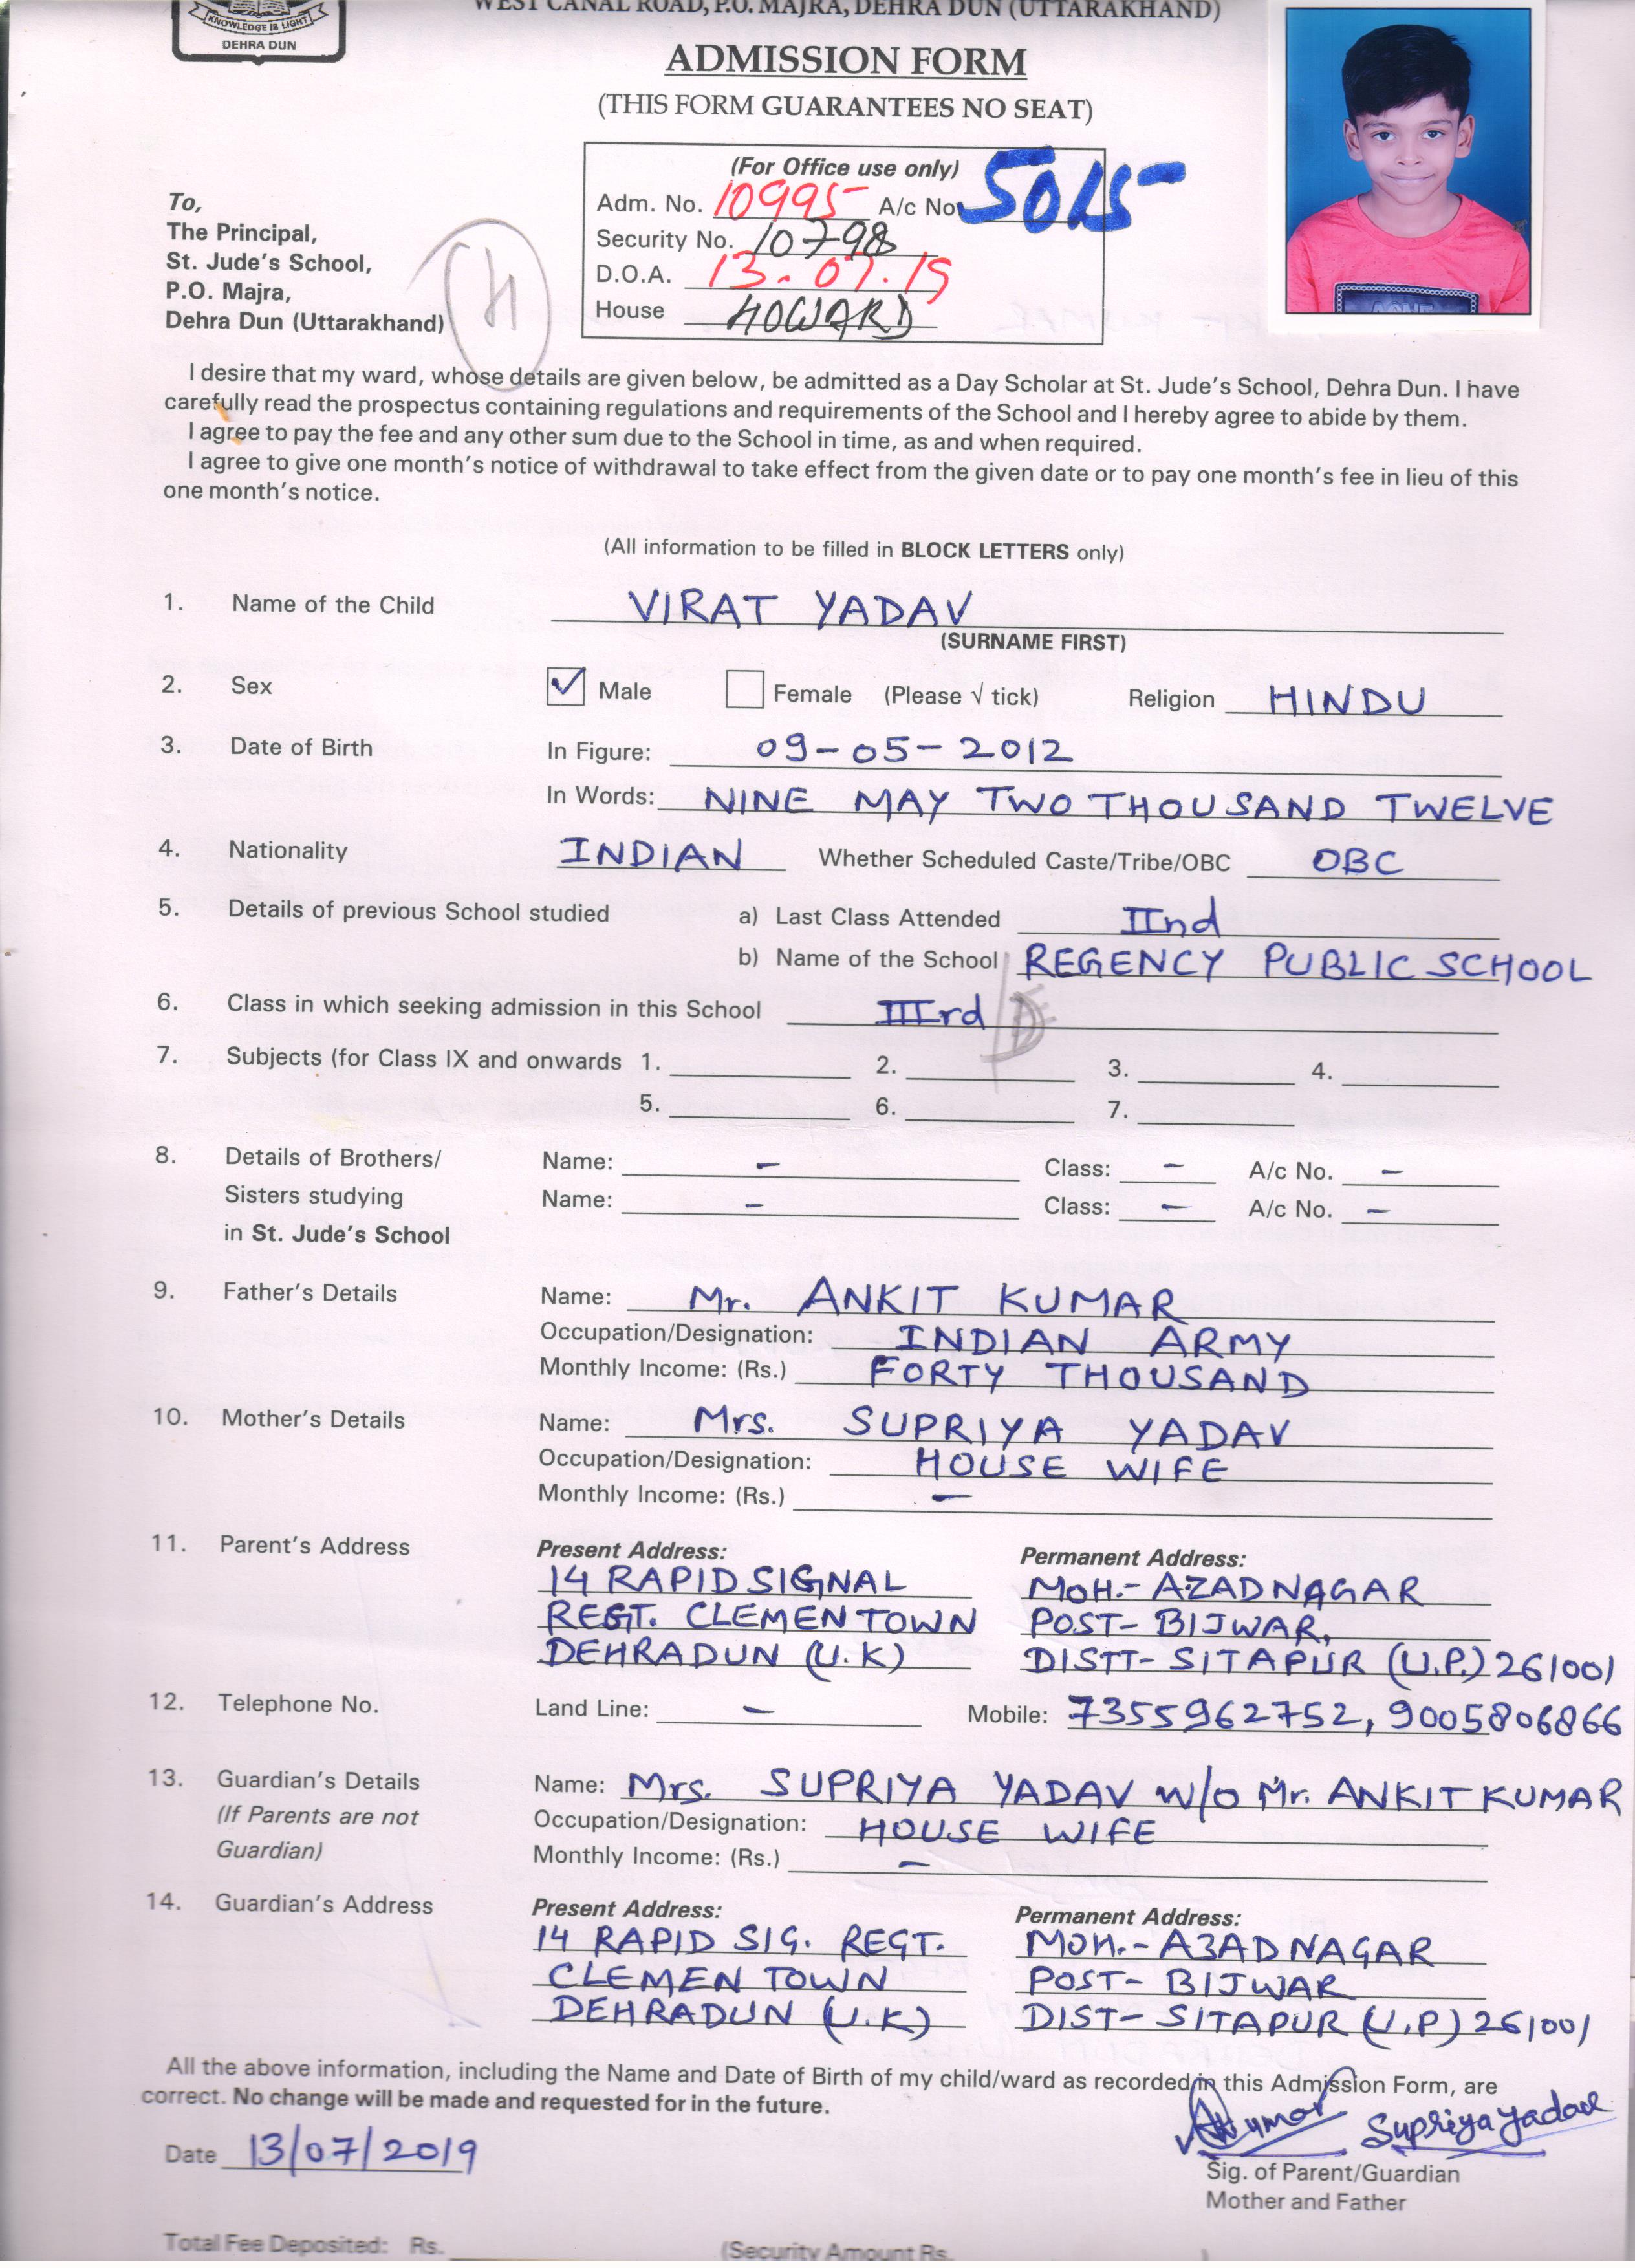 WEST CANAL ROAD, P.O. MAJRA, DEHRA DUN (UTTARAKHAND)
KNOWLEDGE IS LIGHT
DEHRA DUN
ADMISSION FORM
(THIS FORM GUARANTEES NO SEAT)
(For Office use only)
Adm. No. 10995 A/c No 5015
Security No. 10798
D.O.A. 13.07.19
House HOWARD
To,
The Principal,
St. Jude's School,
P.O. Majra,
Dehra Dun (Uttarakhand)
I desire that my ward, whose details are given below, be admitted as a Day Scholar at St. Jude's School, Dehra Dun. I have
carefully read the prospectus containing regulations and requirements of the School and I hereby agree to abide by them.
I agree to pay the fee and any other sum due to the School in time, as and when required.
I agree to give one month's notice of withdrawal to take effect from the given date or to pay one month's fee in lieu of this
one month's notice.
(All information to be filled in BLOCK LETTERS only)
1. Name of the Child VIRAT YADAV
(SURNAME FIRST)
2. Sex ✓ Male Female (Please √ tick) Religion HINDU
3. Date of Birth In Figure: 09-05-2012
In Words: NINE MAY TWO THOUSAND TWELVE
4. Nationality INDIAN Whether Scheduled Caste/Tribe/OBC OBC
5. Details of previous School studied a) Last Class Attended IInd
b) Name of the School REGENCY PUBLIC SCHOOL
6. Class in which seeking admission in this School IIIrd D
7. Subjects (for Class IX and onwards 1. 2. 3. 4.
5. 6. 7.
8. Details of Brothers/ Name: - Class: - A/c No. -
Sisters studying Name: - Class: - A/c No. -
in St. Jude's School
9. Father's Details Name: Mr. ANKIT KUMAR
Occupation/Designation: INDIAN ARMY
Monthly Income: (Rs.) FORTY THOUSAND
10. Mother's Details Name: Mrs. SUPRIYA YADAV
Occupation/Designation: HOUSE WIFE
Monthly Income: (Rs.) -
11. Parent's Address Present Address: Permanent Address:
14 RAPID SIGNAL MOH.- AZAD NAGAR
REGT. CLEMEN TOWN POST- BIJWAR,
DEHRADUN (U.K) DISTT- SITAPUR (U.P.) 261001
12. Telephone No. Land Line: - Mobile: 7355962752, 9005806866
13. Guardian's Details Name: Mrs. SUPRIYA YADAV W/O Mr. ANKIT KUMAR
(If Parents are not Occupation/Designation: HOUSE WIFE
Guardian) Monthly Income: (Rs.) -
14. Guardian's Address Present Address: Permanent Address:
14 RAPID SIG. REGT. MOH.- AZAD NAGAR
CLEMEN TOWN POST- BIJWAR
DEHRADUN (U.K) DIST- SITAPUR (U.P) 261001
All the above information, including the Name and Date of Birth of my child/ward as recorded in this Admission Form, are
correct. No change will be made and requested for in the future.
AKumar Supriya Yadav
Date 13/07/2019
Sig. of Parent/Guardian
Mother and Father
Total Fee Deposited: Rs. (Security Amount Rs.